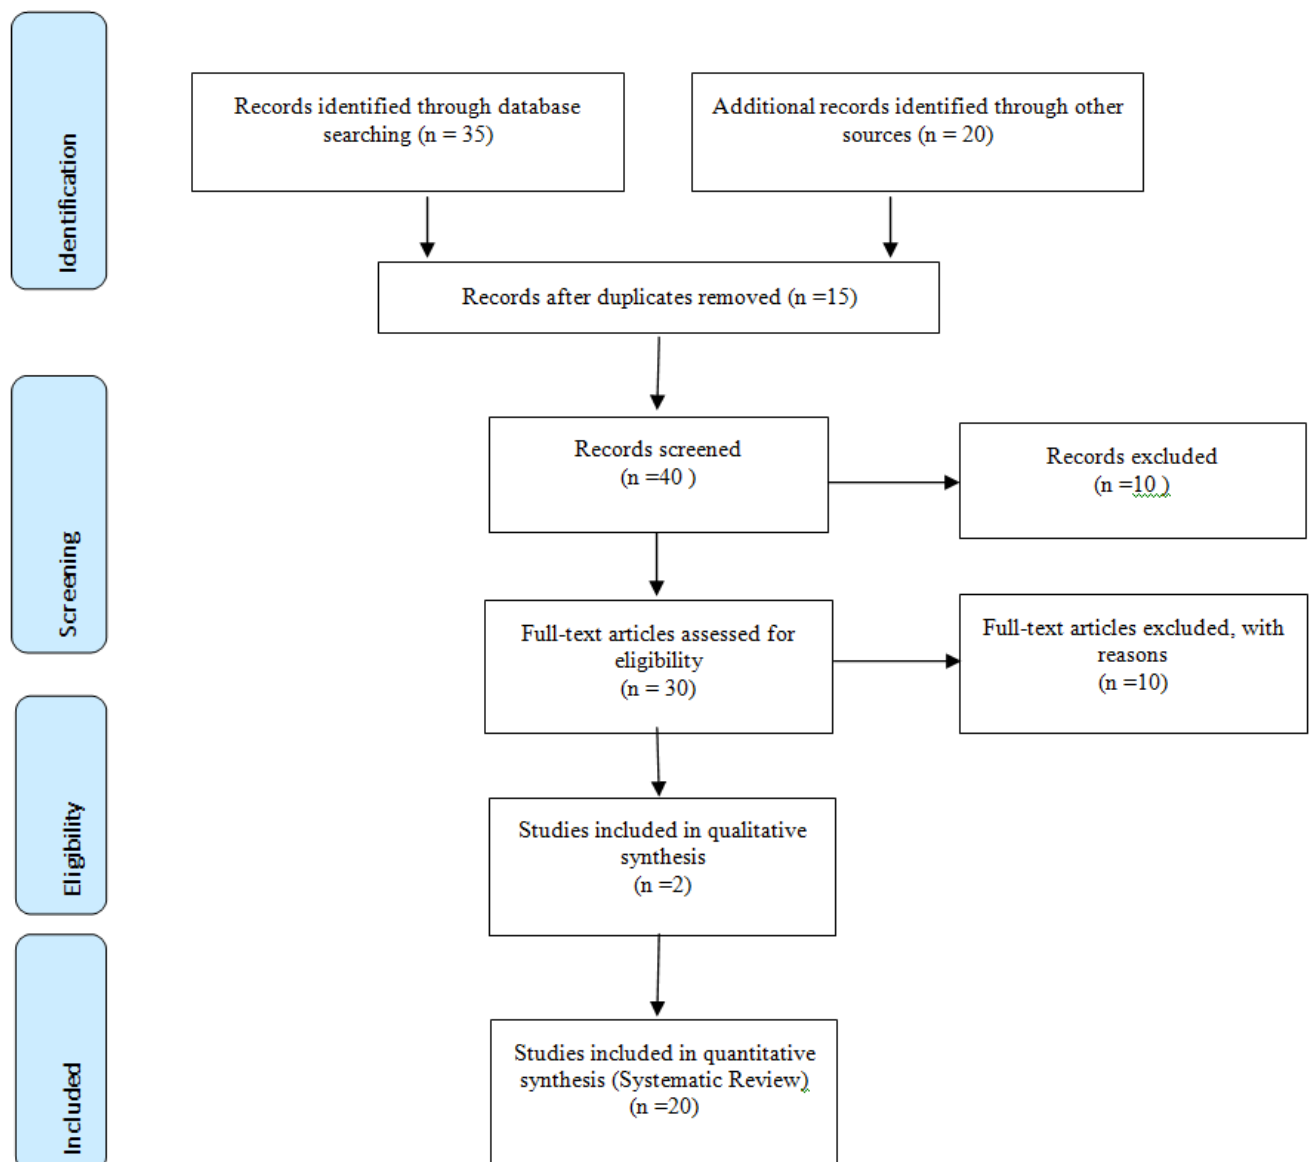 Identification
Records identified through database
searching (n = 35)
Additional records identified through other
sources (n = 20)
Records after duplicates removed (n =15)
Screening
Records screened
(n =40 )
Records excluded
(n =10 )
Full-text articles assessed for
eligibility
(n = 30)
Full-text articles excluded, with
reasons
(n =10)
Eligibility
Studies included in qualitative
synthesis
(n =2)
Included
Studies included in quantitative
synthesis (Systematic Review)
(n =20)